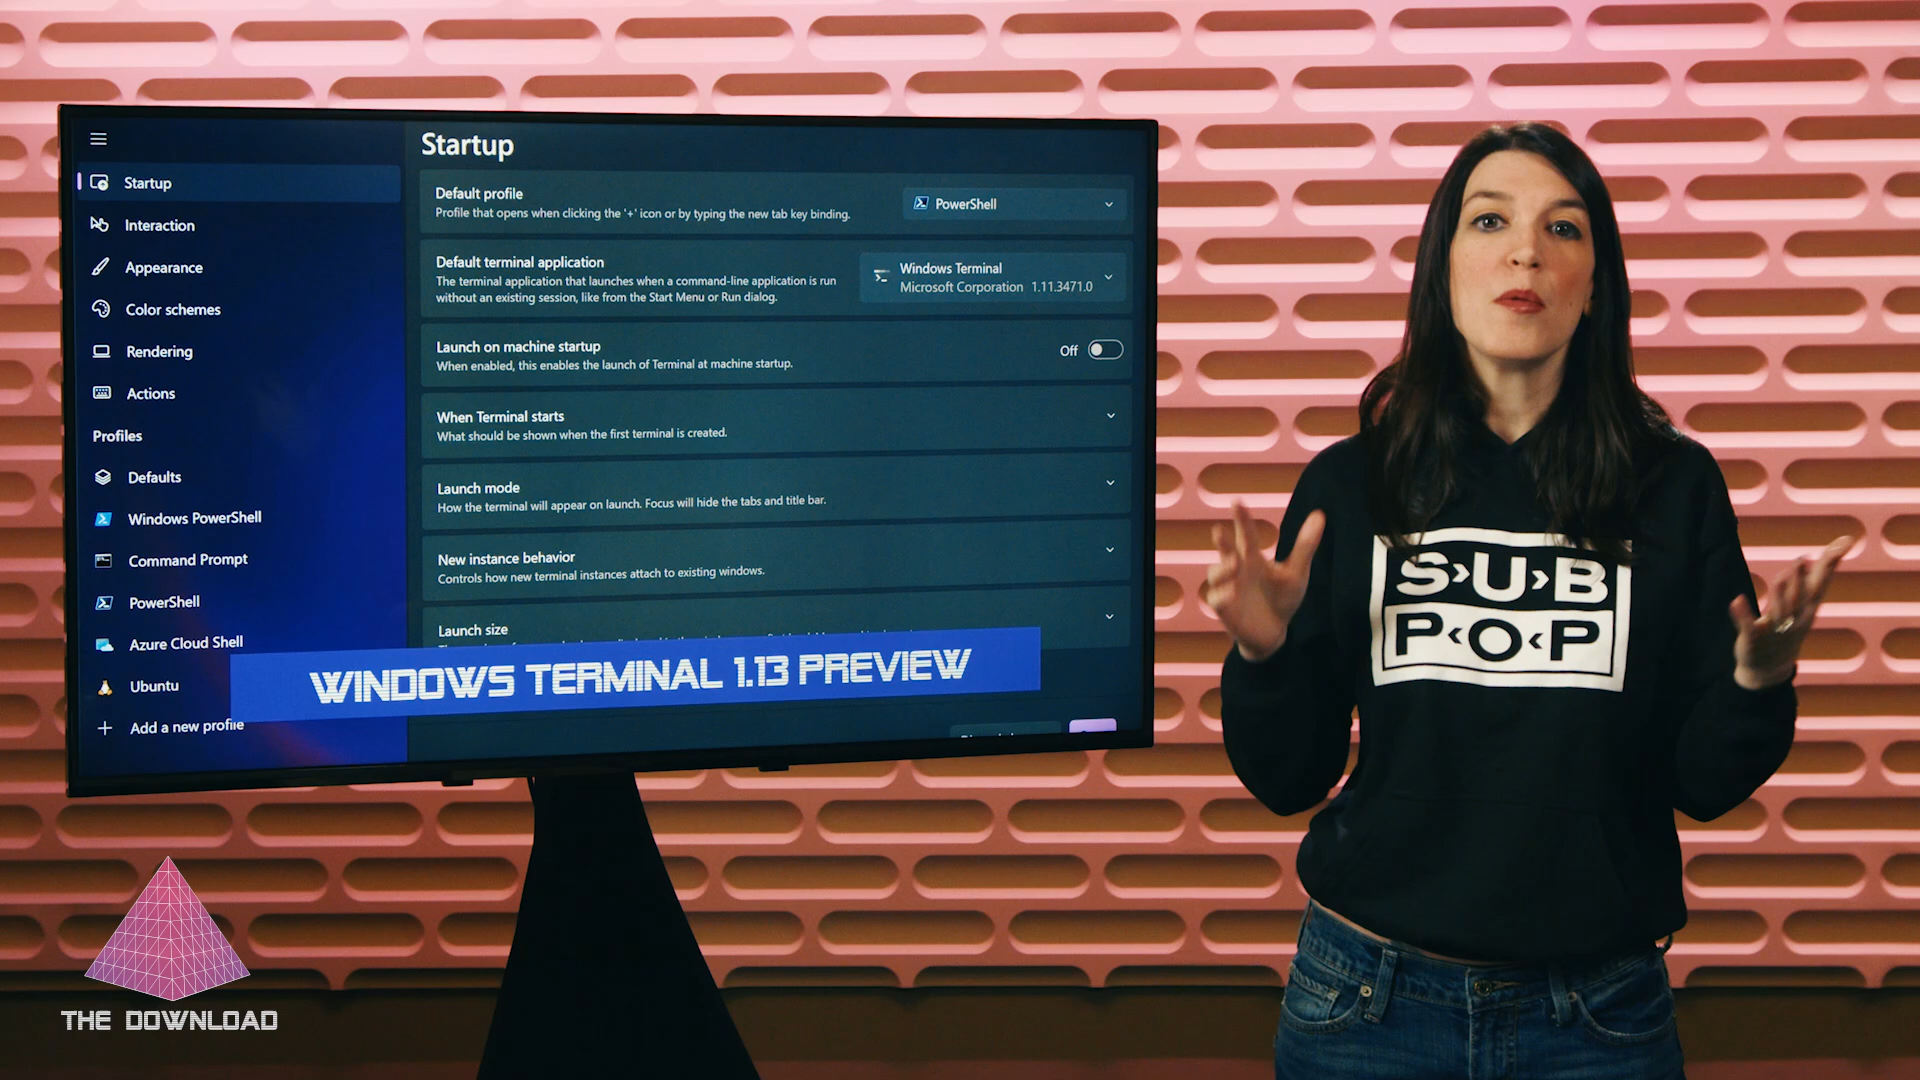 Startup
Interaction
Appearance
Color schemes
Rendering
Actions
Profiles
Defaults
Windows PowerShell
Command Prompt
PowerShell
Azure Cloud Shell
Ubuntu
Add a new profile
Startup
Default profile
Profile that opens when clicking the '+' icon or by typing the new tab key binding.
PowerShell
Default terminal application
The terminal application that launches when a command-line application is run
without an existing session, like from the Start Menu or Run dialog.
Windows Terminal
Microsoft Corporation 1.11.3471.0
Launch on machine startup
When enabled, this enables the launch of Terminal at machine startup.
Off
When Terminal starts
What should be shown when the first terminal is created.
Launch mode
How the terminal will appear on launch. Focus will hide the tabs and title bar.
New instance behavior
Controls how new terminal instances attach to existing windows.
Launch size
WINDOWS TERMINAL 1.13 PREVIEW
S›U›B
P‹O‹P
THE DOWNLOAD